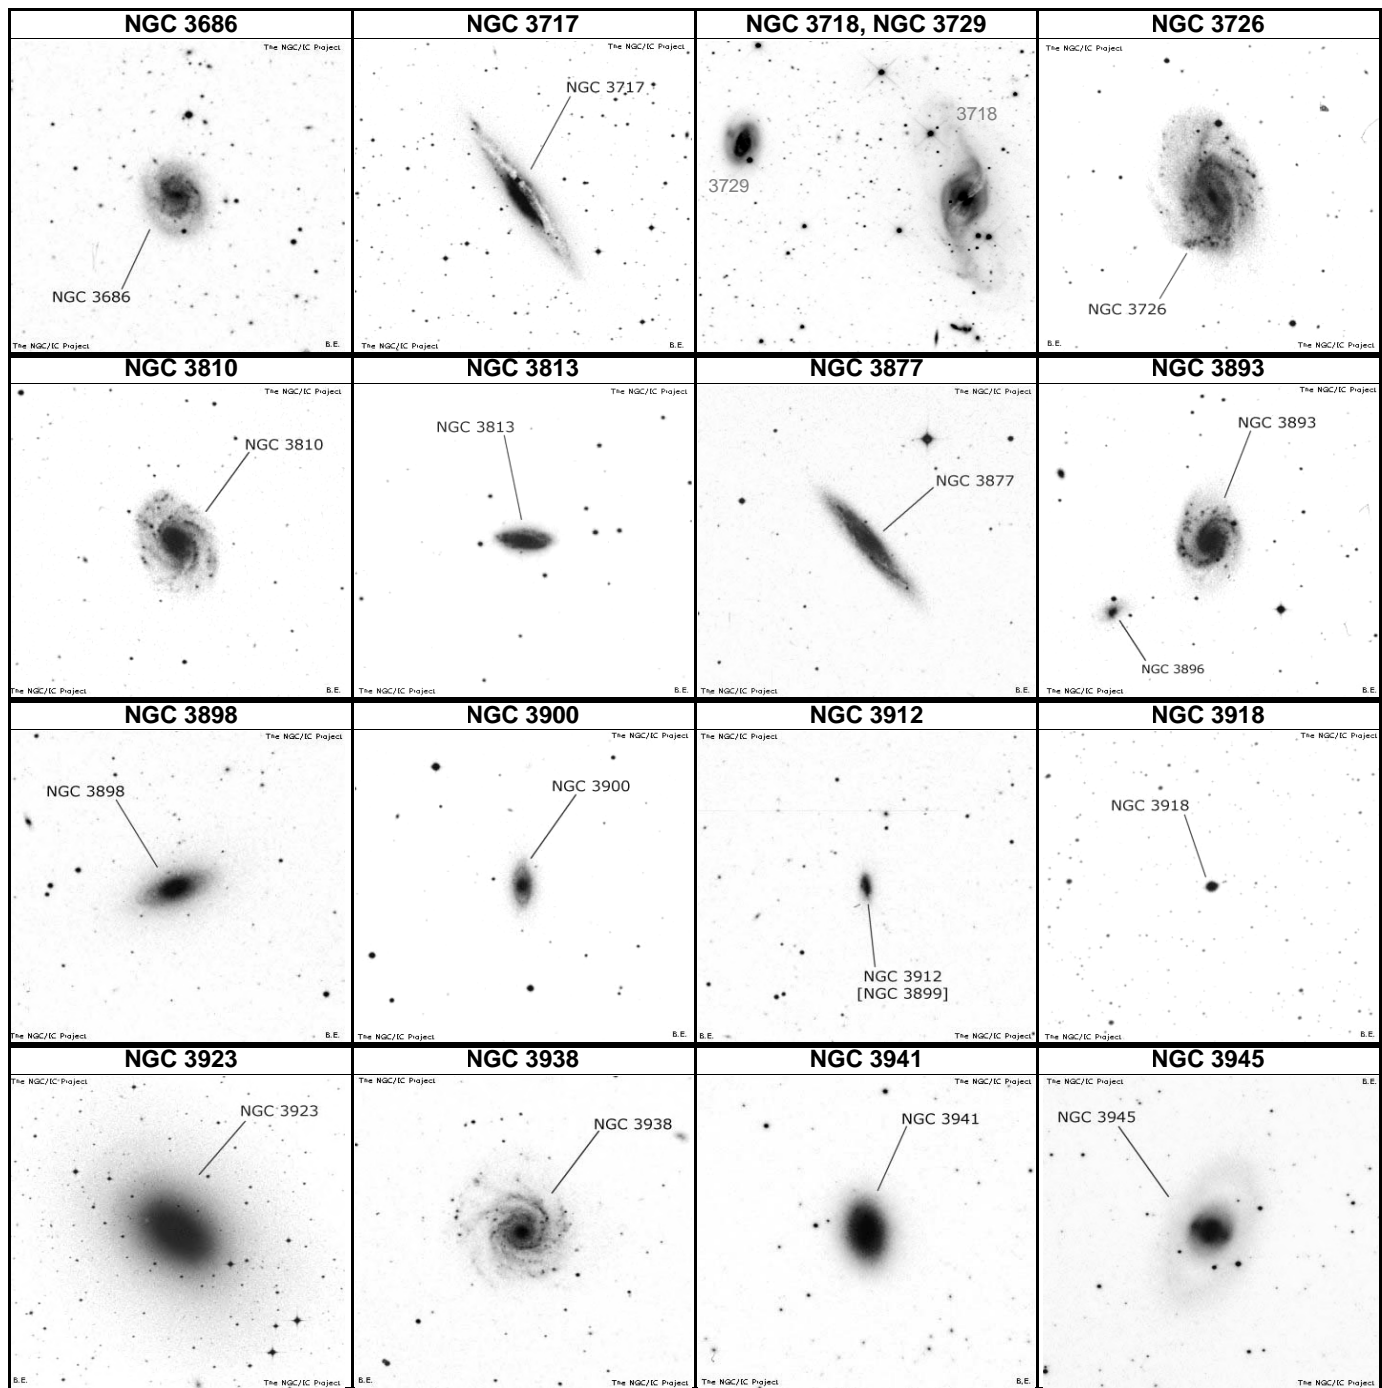 NGC 3686
The NGC/IC Project
NGC 3686
The NGC/IC Project
B.E.
NGC 3717
The NGC/IC Project
NGC 3717
The NGC/IC Project
B.E.
NGC 3718, NGC 3729
3718
3729
NGC 3726
The NGC/IC Project
NGC 3726
B.E.
The NGC/IC Project
NGC 3810
The NGC/IC Project
NGC 3810
The NGC/IC Project
B.E.
NGC 3813
The NGC/IC Project
NGC 3813
The NGC/IC Project
B.E.
NGC 3877
The NGC/IC Project
NGC 3877
The NGC/IC Project
B.E.
NGC 3893
The NGC/IC Project
NGC 3893
NGC 3896
The NGC/IC Project
B.E.
NGC 3898
The NGC/IC Project
NGC 3898
The NGC/IC Project
B.E.
NGC 3900
The NGC/IC Project
NGC 3900
The NGC/IC Project
B.E.
NGC 3912
The NGC/IC Project
NGC 3912
[NGC 3899]
B.E.
The NGC/IC Project
NGC 3918
The NGC/IC Project
NGC 3918
The NGC/IC Project
B.E.
NGC 3923
The NGC/IC Project
NGC 3923
B.E.
The NGC/IC Project
NGC 3938
The NGC/IC Project
NGC 3938
B.E.
The NGC/IC Project
NGC 3941
The NGC/IC Project
NGC 3941
The NGC/IC Project
B.E.
NGC 3945
The NGC/IC Project
B.E.
NGC 3945
The NGC/IC Project